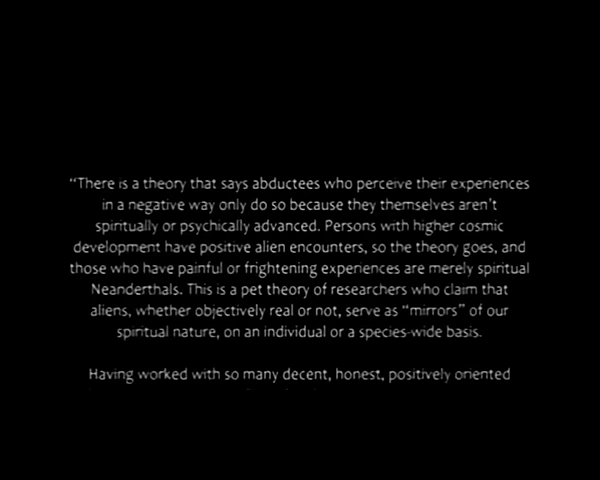 “There is a theory that says abductees who perceive their experiences
in a negative way only do so because they themselves aren’t
spiritually or psychically advanced. Persons with higher cosmic
development have positive alien encounters, so the theory goes, and
those who have painful or frightening experiences are merely spiritual
Neanderthals. This is a pet theory of researchers who claim that
aliens, whether objectively real or not, serve as “mirrors” of our
spiritual nature, on an individual or a species-wide basis.
Having worked with so many decent, honest, positively oriented